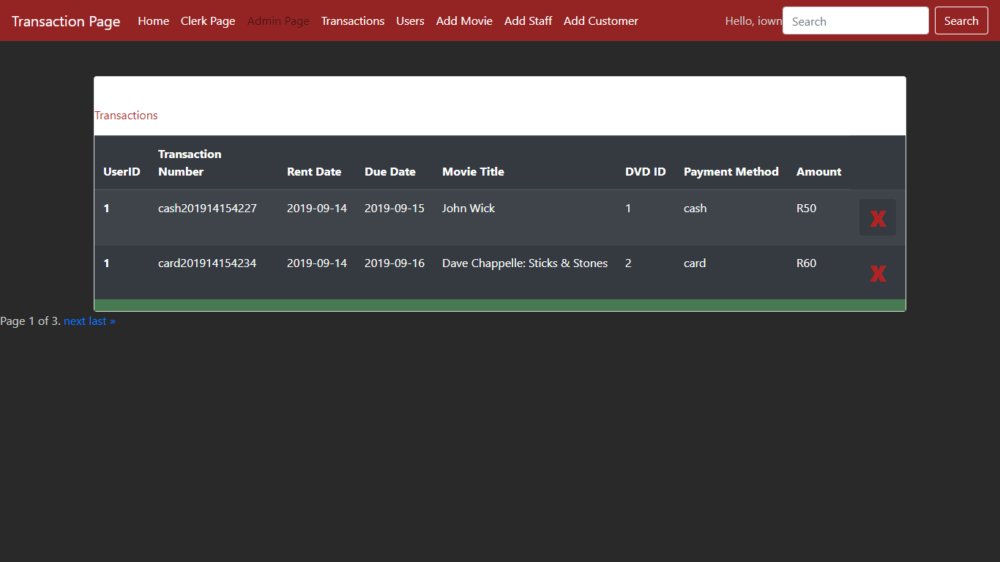 Transaction Page Home Clerk Page Admin Page Transactions Users Add Movie Add Staff Add Customer Hello, iown Search Search
Transactions
UserID Transaction Number Rent Date Due Date Movie Title DVD ID Payment Method Amount
1 cash201914154227 2019-09-14 2019-09-15 John Wick 1 cash R50 X
1 card201914154234 2019-09-14 2019-09-16 Dave Chappelle: Sticks & Stones 2 card R60 X
Page 1 of 3. next last »